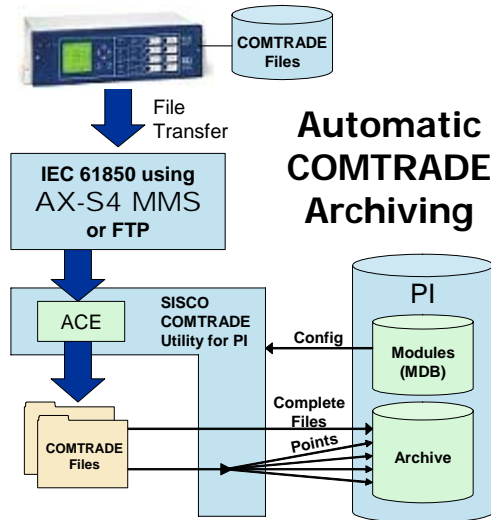 COMTRADE
Files
File
Transfer
Automatic
COMTRADE
Archiving
IEC 61850 using
AX-S4 MMS
or FTP
PI
ACE
SISCO
COMTRADE
Utility for PI
Config
Modules
(MDB)
Complete
Files
Points
COMTRADE
Files
Archive